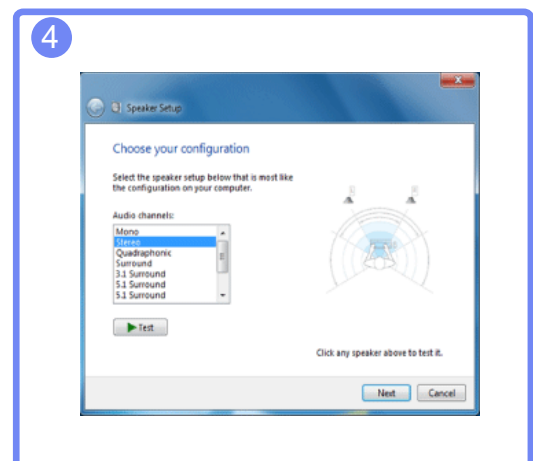 4
Speaker Setup
Choose your configuration
Select the speaker setup below that is most like
the configuration on your computer.
Audio channels:
Mono
Stereo
Quadraphonic
Surround
3.1 Surround
5.1 Surround
5.1 Surround
Test
Click any speaker above to test it.
Next
Cancel